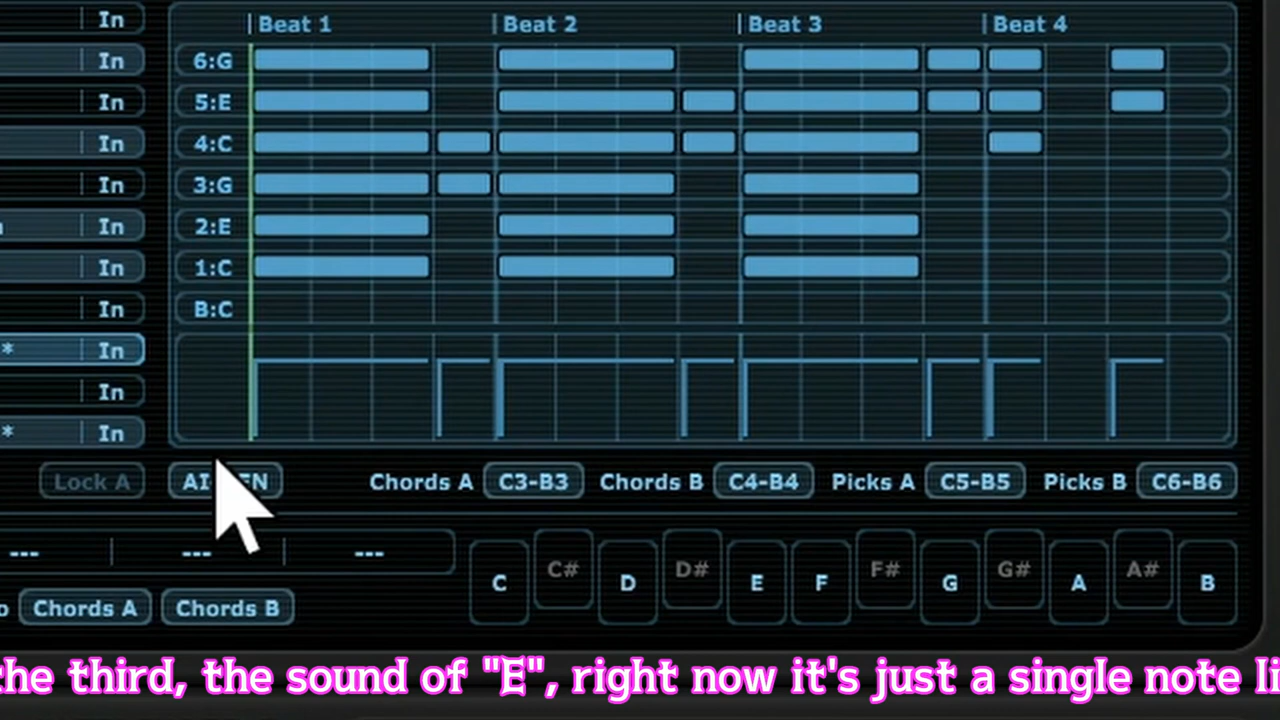 In
Beat 1 Beat 2 Beat 3 Beat 4
In 6:G
In 5:E
In 4:C
In 3:G
In 2:E
In 1:C
In B:C
* In
In
* In
Lock A Chords A C3-B3 Chords B C4-B4 Picks A C5-B5 Picks B C6-B6
--- --- --- C C# D D# E F F# G G# A A# B
Chords A Chords B
the third, the sound of "E", right now it's just a single note